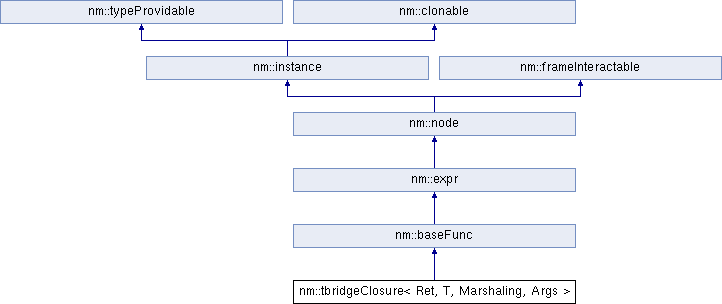 nm::typeProvidable
nm::clonable
nm::instance
nm::frameInteractable
nm::node
nm::expr
nm::baseFunc
nm::tbridgeClosure< Ret, T, Marshaling, Args >